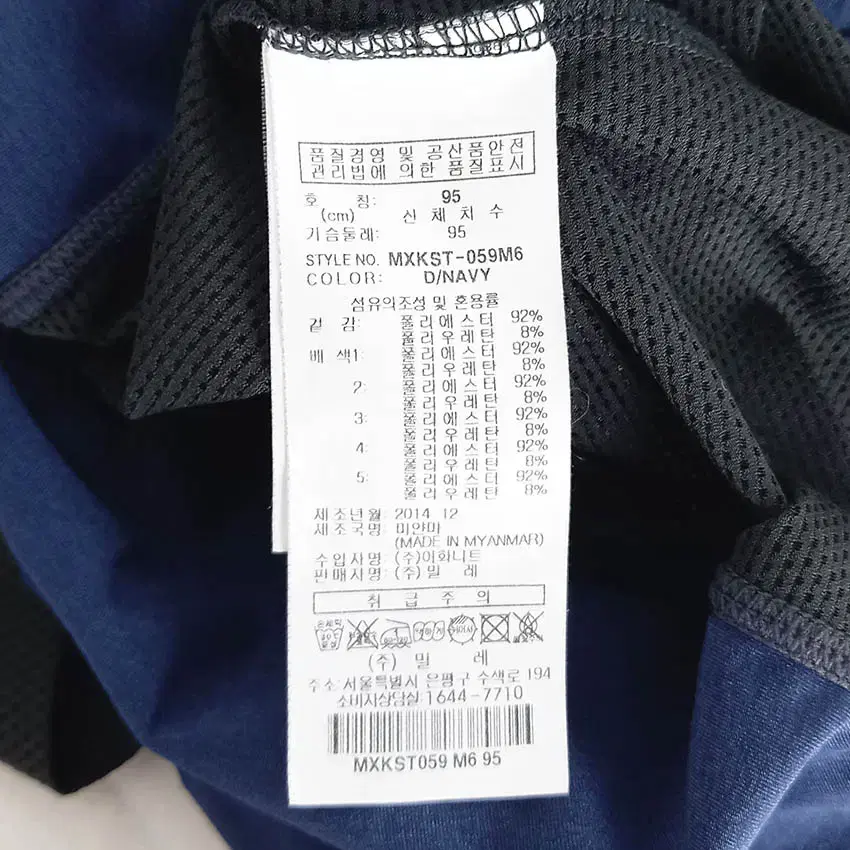 품질경영 및 공산품안전
관리법에 의한 품질표시
호 칭: 95
(cm) 신 체 치 수
가슴둘레: 95
STYLE NO. MXKST-059M6
COLOR: D/NAVY
섬유의조성 및 혼용률
겉 감: 폴리에스터 92%
폴리우레탄 8%
배 색1: 폴리에스터 92%
폴리우레탄 8%
2: 폴리에스터 92%
폴리우레탄 8%
3: 폴리에스터 92%
폴리우레탄 8%
4: 폴리에스터 92%
폴리우레탄 8%
5: 폴리에스터 92%
폴리우레탄 8%
제조년월: 2014 12
제조국명: 미얀마
(MADE IN MYANMAR)
수입자명: (주)이화니트
판매자명: (주) 밀 레
취 급 주 의
손세탁
(주) 밀 레
주소:서울특별시 은평구 수색로 194
소비자상담실:1644-7710
MXKST059 M6 95